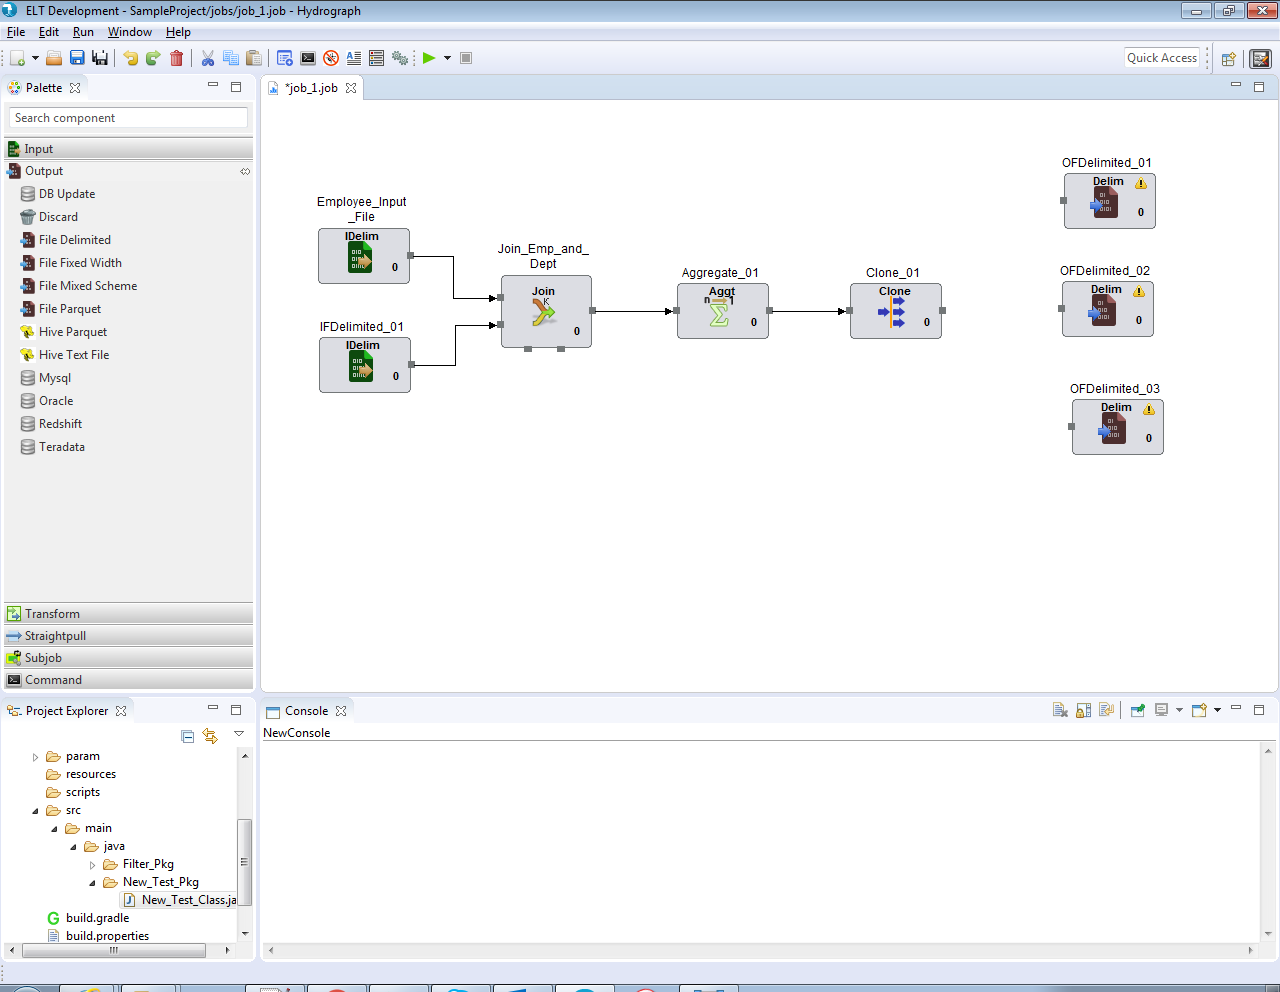 ELT Development - SampleProject/jobs/job_1.job - Hydrograph
File Edit Run Window Help
Quick Access
Palette
*job_1.job
Search component
Input
Output
DB Update
Discard
File Delimited
File Fixed Width
File Mixed Scheme
File Parquet
Hive Parquet
Hive Text File
Mysql
Oracle
Redshift
Teradata
Transform
Straightpull
Subjob
Command
Employee_Input
_File
IDelim
0
IFDelimited_01
IDelim
0
Join_Emp_and_
Dept
Join
K
0
Aggregate_01
Aggt
n 1
0
Clone_01
Clone
0
OFDelimited_01
Delim
0
OFDelimited_02
Delim
0
OFDelimited_03
Delim
0
Project Explorer
param
resources
scripts
src
main
java
Filter_Pkg
New_Test_Pkg
New_Test_Class.ja
build.gradle
build.properties
Console
NewConsole